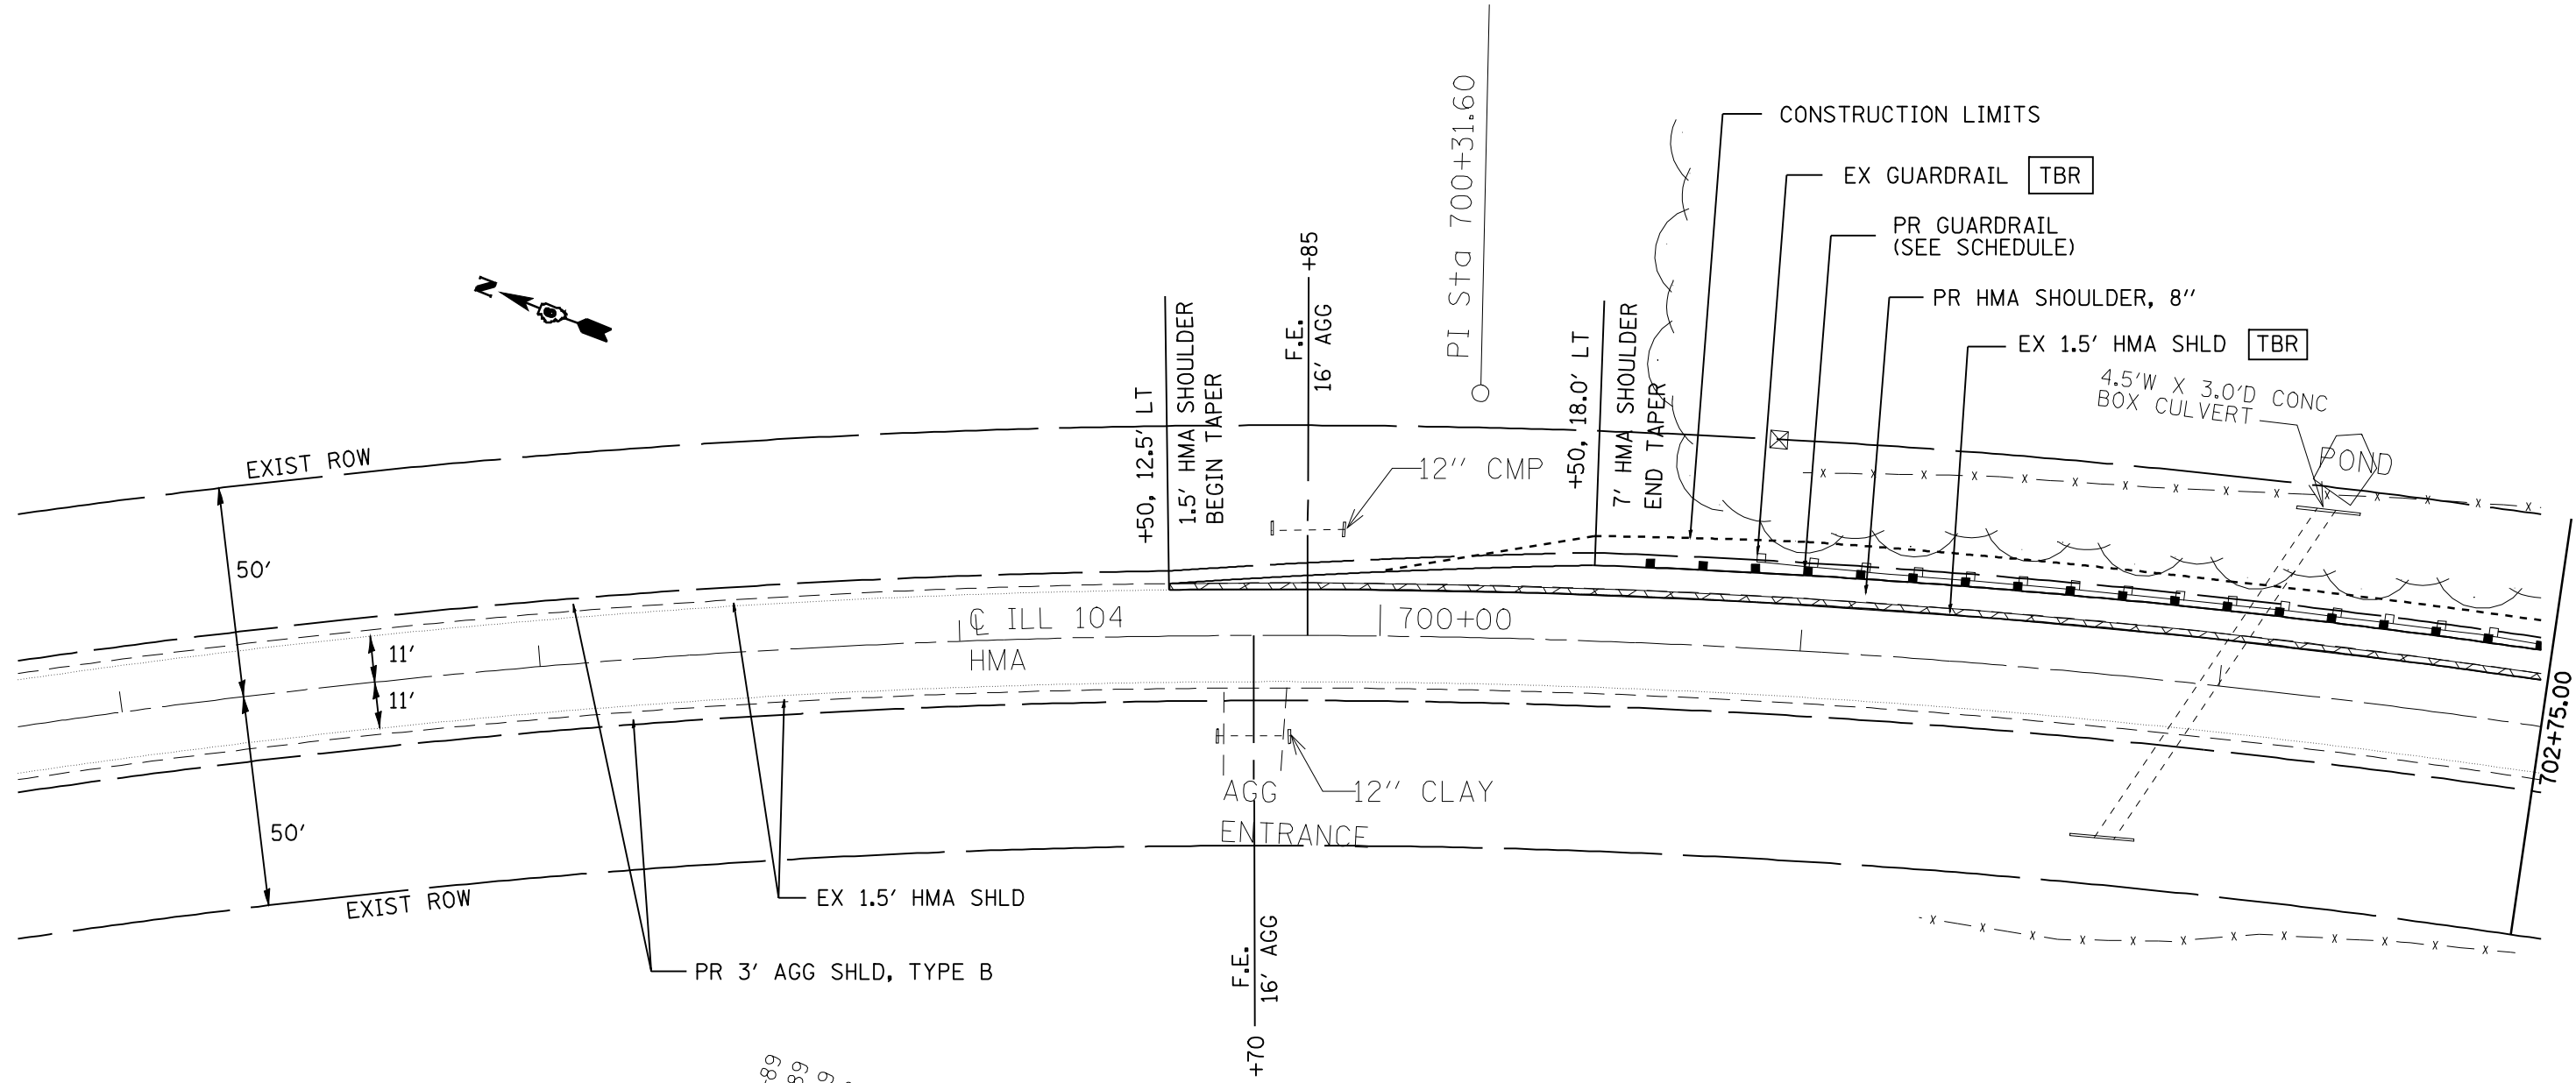 PI Sta 700+31.60
CONSTRUCTION LIMITS
EX GUARDRAIL TBR
PR GUARDRAIL
(SEE SCHEDULE)
PR HMA SHOULDER, 8"
EX 1.5' HMA SHLD TBR
4.5'W X 3.0'D CONC
BOX CULVERT
POND
N
+85
F.E.
16' AGG
+50, 12.5' LT
1.5' HMA SHOULDER
BEGIN TAPER
+50, 18.0' LT
7' HMA SHOULDER
END TAPER
12" CMP
EXIST ROW
50'
11'
11'
50'
EXIST ROW
℄ ILL 104
HMA
700+00
702+75.00
AGG
ENTRANCE
12" CLAY
EX 1.5' HMA SHLD
PR 3' AGG SHLD, TYPE B
F.E.
16' AGG
+70